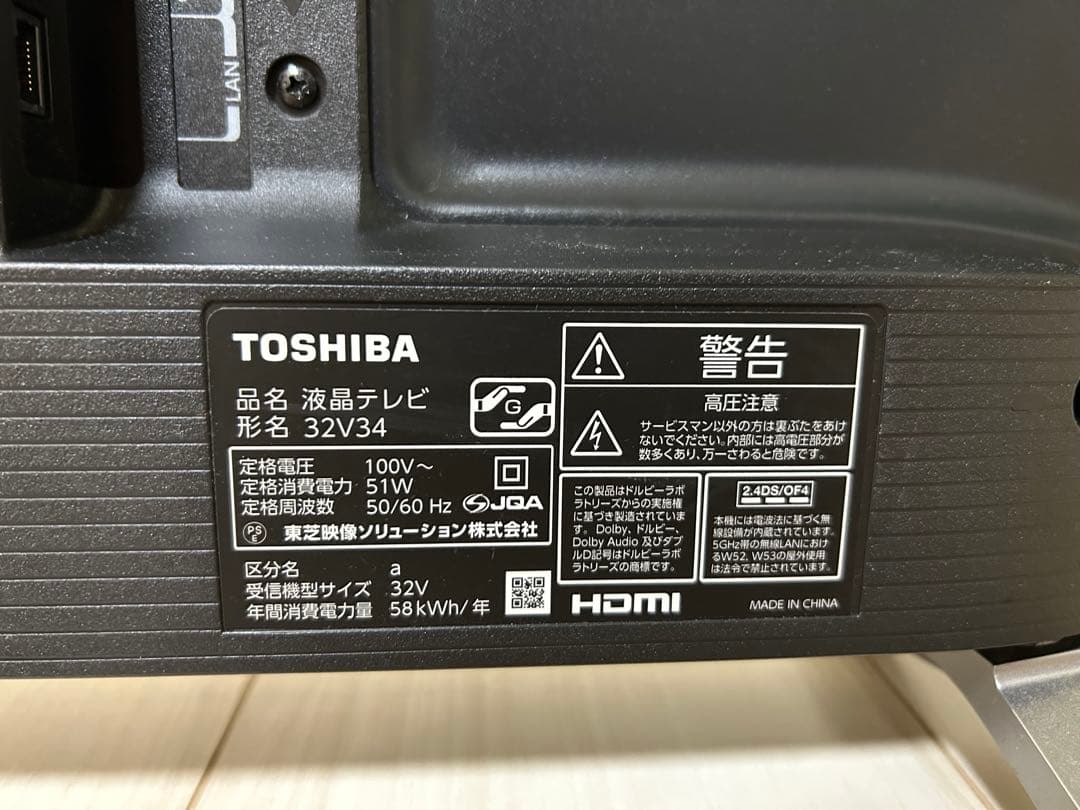 LAN
TOSHIBA
品名 液晶テレビ
形名 32V34
G
定格電圧 100V～
定格消費電力 51W
定格周波数 50/60 Hz
JQA
PS
E
東芝映像ソリューション株式会社
区分名 a
受信機型サイズ 32V
年間消費電力量 58kWh/年
警告
高圧注意
サービスマン以外の方は裏ぶたをあけ
ないでください。内部には高電圧部分が
数多くあり、万一さわると危険です。
この製品はドルビーラボ
ラトリーズからの実施権
に基づき製造されていま
す。Dolby、ドルビー、
Dolby Audio 及びダブ
ルD記号はドルビーラボ
ラトリーズの商標です。
2.4DS/OF4
本機には電波法に基づく無
線設備が内蔵されています。
5GHz帯の無線LANにおけ
るW52、W53の屋外使用
は法令で禁止されています。
HDMI
MADE IN CHINA